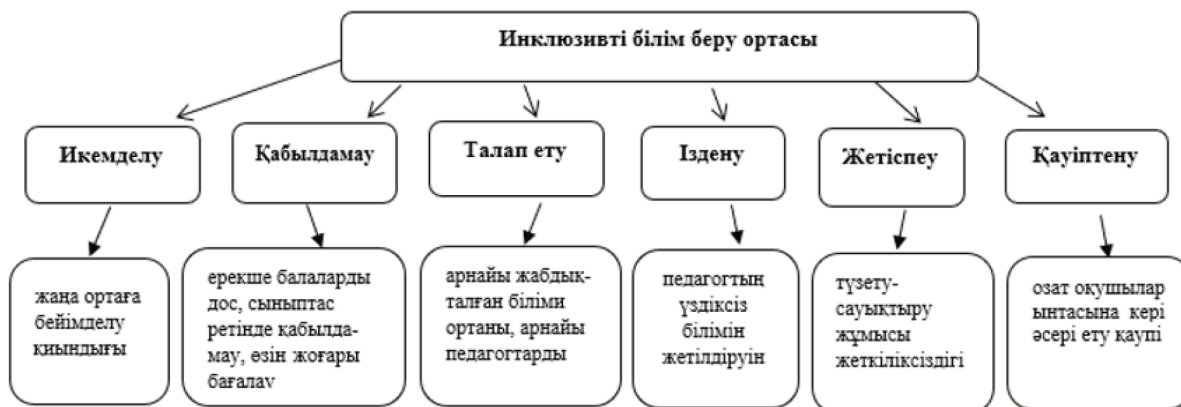 Инклюзивті білім беру ортасы
Икемделу
Қабылдамау
Талап ету
Іздену
Жетіспеу
Қауіптену
жаңа ортаға
бейімделу
қиындығы
ерекше балаларды
дос, сыныптас
ретінде қабылда-
мау, өзін жоғары
бағалау
арнайы жабдық-
талған біліми
ортаны, арнайы
педагогтарды
педагогтың
үздіксіз
білімін
жетілдіруін
түзету-
сауықтыру
жұмысы
жеткіліксіздігі
озат оқушылар
ынтасына кері
әсері ету қаупі